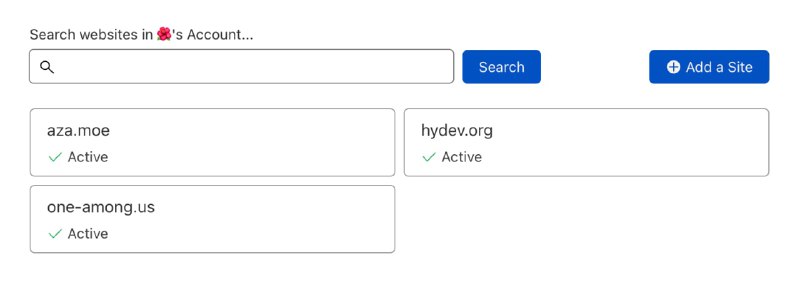 Search websites in 🌺's Account...
Search
Add a Site
aza.moe
Active
hydev.org
Active
one-among.us
Active